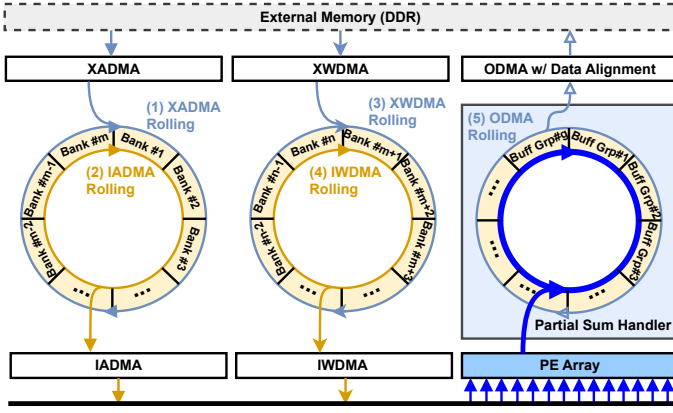 External Memory (DDR)
XADMA
XWDMA
ODMA w/ Data Alignment
(1) XADMA
Rolling
(3) XWDMA
Rolling
(5) ODMA
Rolling
Bank #m
Bank #1
Bank #2
Bank #3
...
...
Bank #m-2
Bank #m-1
(2) IADMA
Rolling
Bank #n
Bank #m+1
Bank #m+2
Bank #m+3
...
...
Bank #n-2
Bank #n-1
(4) IWDMA
Rolling
Buff Grp#g
Buff Grp#1
Buff Grp#2
Buff Grp#3
...
...
...
...
Partial Sum Handler
IADMA
IWDMA
PE Array